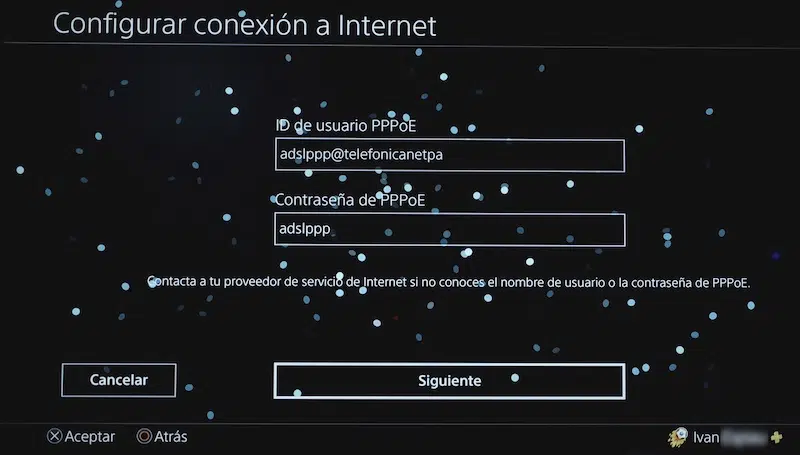 Configurar conexión a Internet
ID de usuario PPPoE
adslppp@telefonicanetpa
Contraseña de PPPoE
adslppp
Contacta a tu proveedor de servicio de Internet si no conoces el nombre de usuario o la contraseña de PPPoE.
Cancelar
Siguiente
Aceptar
Atrás
Ivan